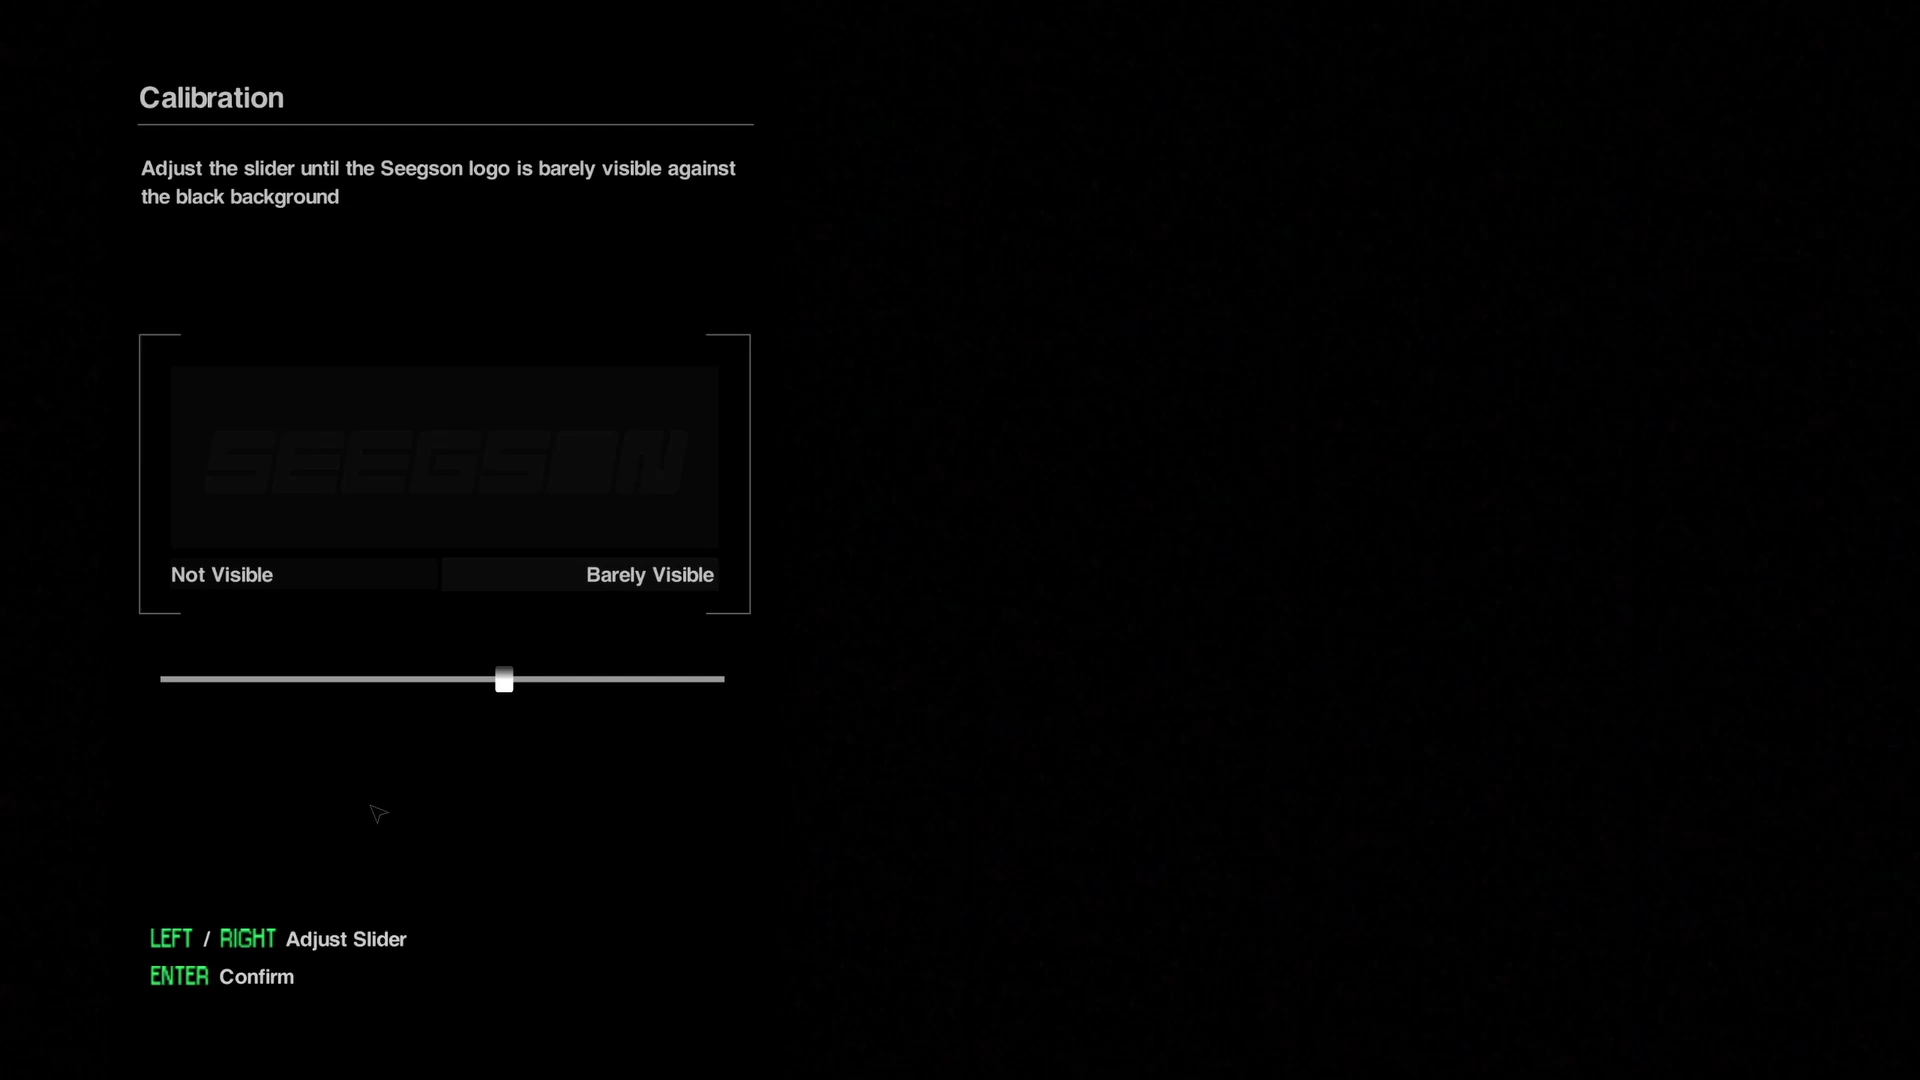 Calibration
Adjust the slider until the Seegson logo is barely visible against
the black background
SEEGSON
Not Visible
Barely Visible
LEFT / RIGHT Adjust Slider
ENTER Confirm